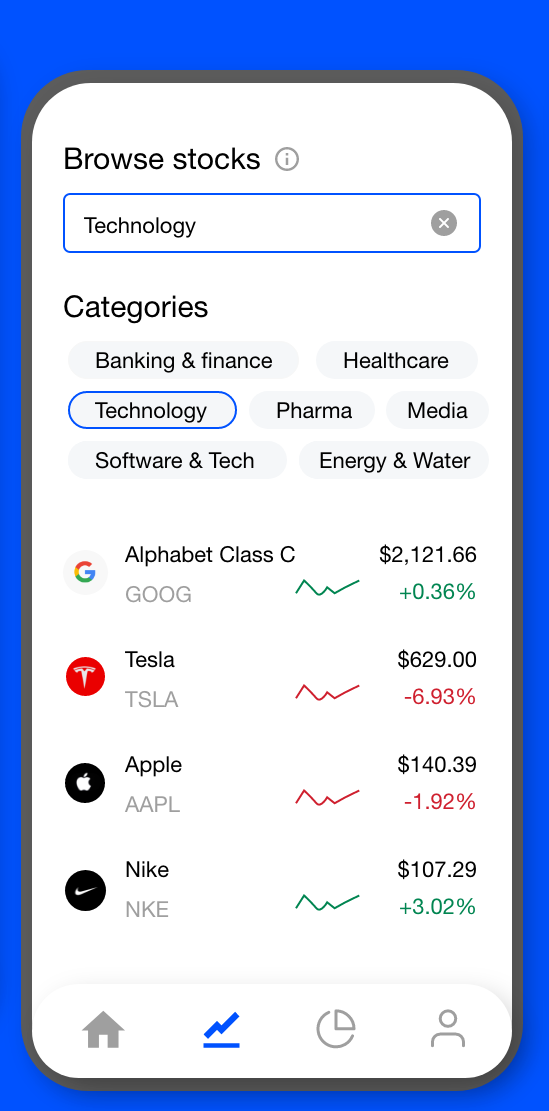 Browse stocks
Technology
Categories
Banking & finance Healthcare
Technology Pharma Media
Software & Tech Energy & Water
Alphabet Class C $2,121.66
GOOG +0.36%
Tesla $629.00
TSLA -6.93%
Apple $140.39
AAPL -1.92%
Nike $107.29
NKE +3.02%